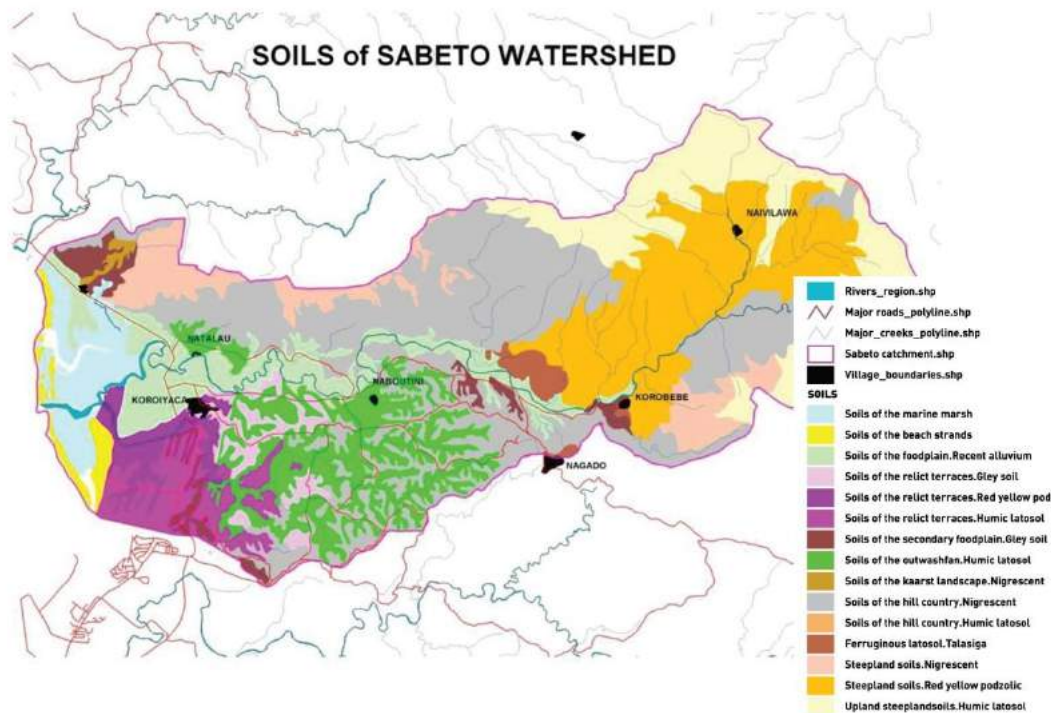 SOILS of SABETO WATERSHED
NAIVILAWA
NATALAU
NABOUTINI
KOROIYACA
KOROBEBE
NAGADO
Rivers_region.shp
Major roads_polyline.shp
Major_creeks_polyline.shp
Sabeto catchment.shp
Village_boundaries.shp
SOILS
Soils of the marine marsh
Soils of the beach strands
Soils of the foodplain.Recent alluvium
Soils of the relict terraces.Gley soil
Soils of the relict terraces.Red yellow pod
Soils of the relict terraces.Humic latosol
Soils of the secondary foodplain.Gley soil
Soils of the outwashfan.Humic latosol
Soils of the kaarst landscape.Nigrescent
Soils of the hill country.Nigrescent
Soils of the hill country.Humic latosol
Ferruginous latosol.Talasiga
Steepland soils.Nigrescent
Steepland soils.Red yellow podzolic
Upland steeplandsoils.Humic latosol